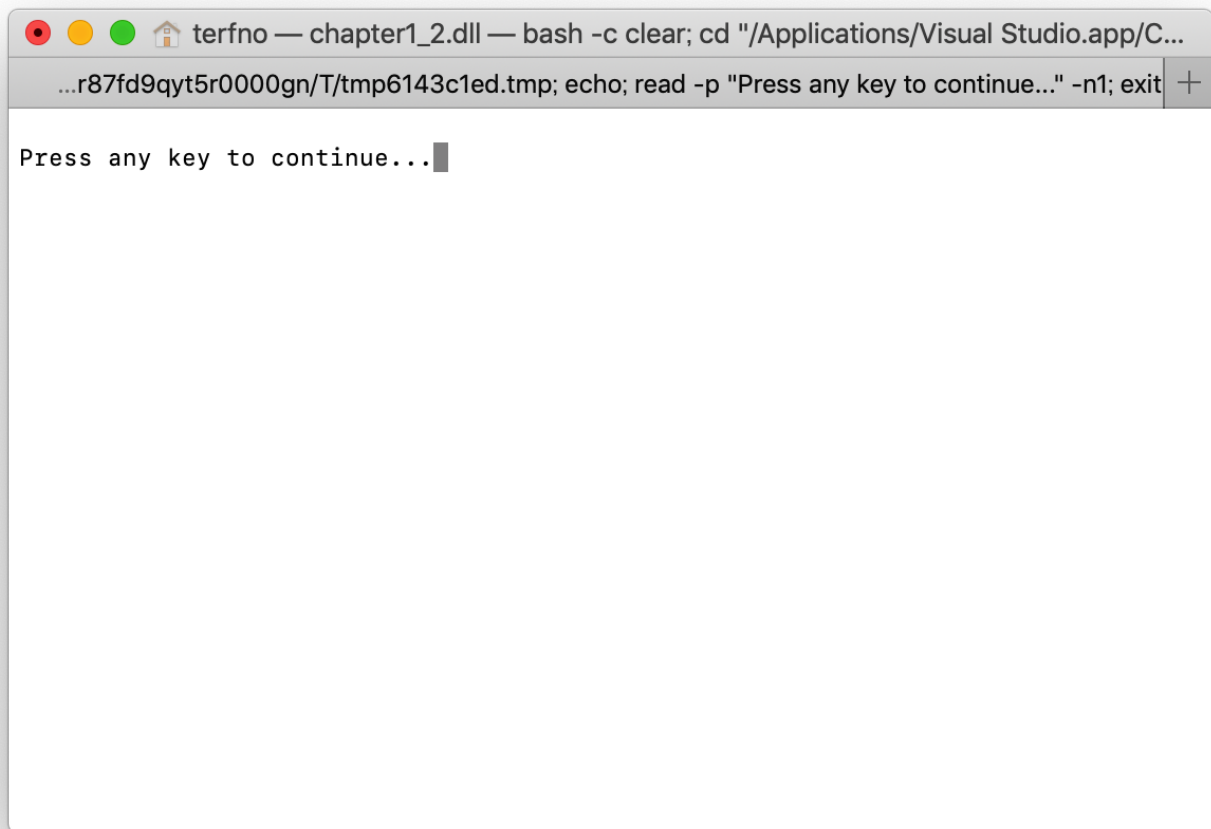 terfno — chapter1_2.dll — bash -c clear; cd "/Applications/Visual Studio.app/C...
...r87fd9qyt5r0000gn/T/tmp6143c1ed.tmp; echo; read -p "Press any key to continue..." -n1; exit
Press any key to continue...